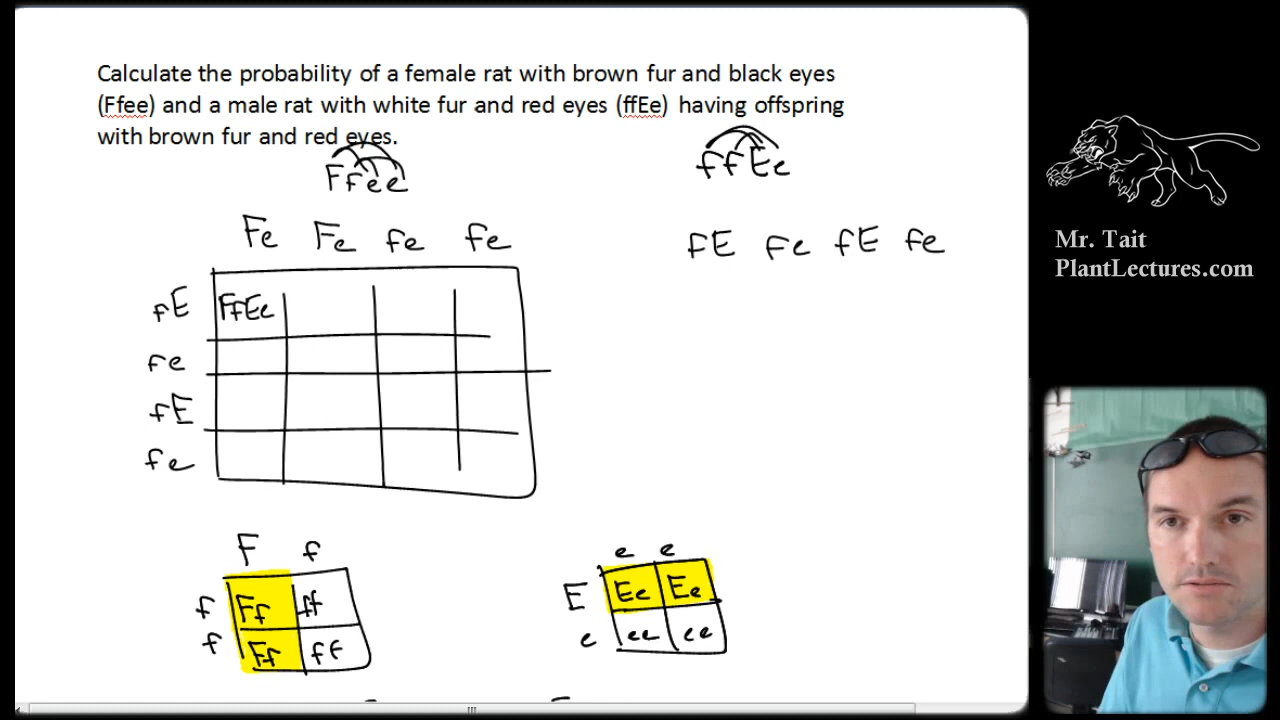 Calculate the probability of a female rat with brown fur and black eyes
(Ffee) and a male rat with white fur and red eyes (ffEe) having offspring
with brown fur and red eyes.
Ffee
ffEe
Fe Fe fe fe
fE fe fE fe
fE FfEe
fe
fE
fe
F f
f Ff ff
f Ff ff
e e
E Ee Ee
e ee ee
Mr. Tait
PlantLectures.com